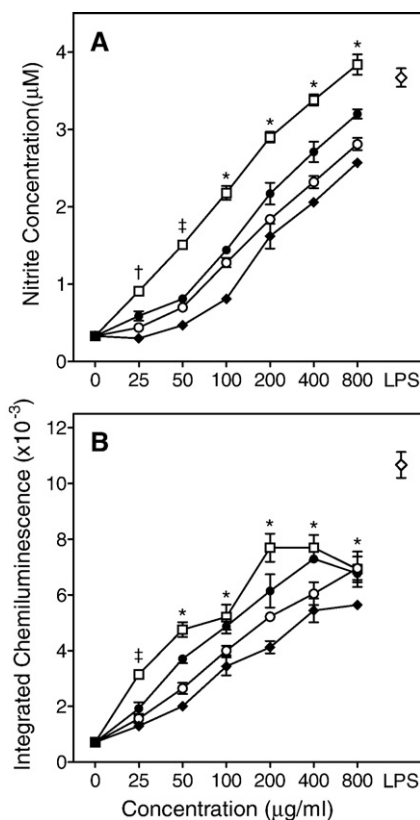 A
Nitrite Concentration(μM)
4
3
2
1
0
† ‡ * * * *
0 25 50 100 200 400 800 LPS
B
Integrated Chemiluminescence (x10⁻³)
12
10
8
6
4
2
0
‡ * * * * *
0 25 50 100 200 400 800 LPS
Concentration (μg/ml)